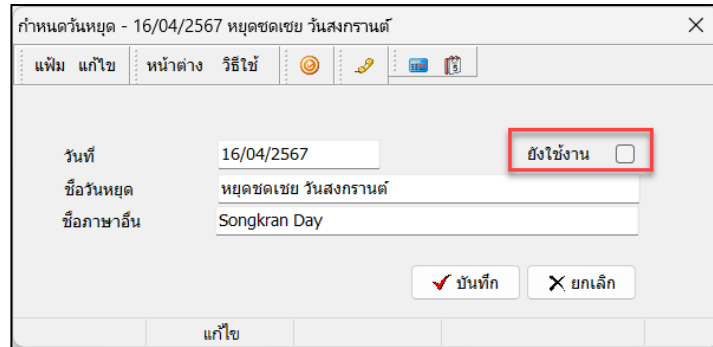 กำหนดวันหยุด - 16/04/2567 หยุดชดเชย วันสงกรานต์
แฟ้ม แก้ไข หน้าต่าง วิธีใช้
วันที่ 16/04/2567 ยังใช้งาน
ชื่อวันหยุด หยุดชดเชย วันสงกรานต์
ชื่อภาษาอื่น Songkran Day
บันทึก ยกเลิก
แก้ไข